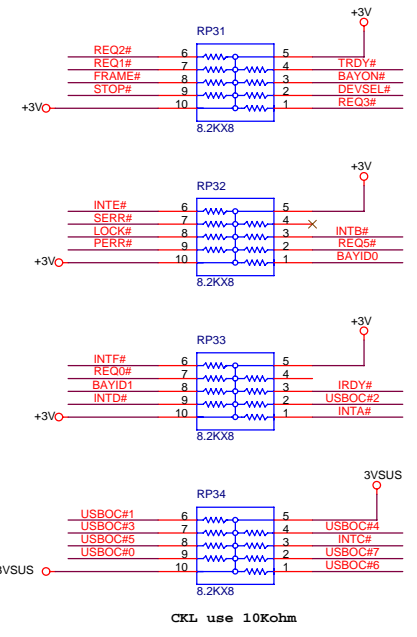 +3V
RP31
REQ2# 6 5
REQ1# 7 4 TRDY#
FRAME# 8 3 BAYON#
STOP# 9 2 DEVSEL#
+3V 10 1 REQ3#
8.2KX8
+3V
RP32
INTE# 6 5
SERR# 7 4
LOCK# 8 3 INTB#
PERR# 9 2 REQ5#
+3V 10 1 BAYID0
8.2KX8
+3V
RP33
INTF# 6 5
REQ0# 7 4
BAYID1 8 3 IRDY#
INTD# 9 2 USBOC#2
+3V 10 1 INTA#
8.2KX8
3VSUS
RP34
USBOC#1 6 5
USBOC#3 7 4 USBOC#4
USBOC#5 8 3 INTC#
USBOC#0 9 2 USBOC#7
3VSUS 10 1 USBOC#6
8.2KX8
CKL use 10Kohm